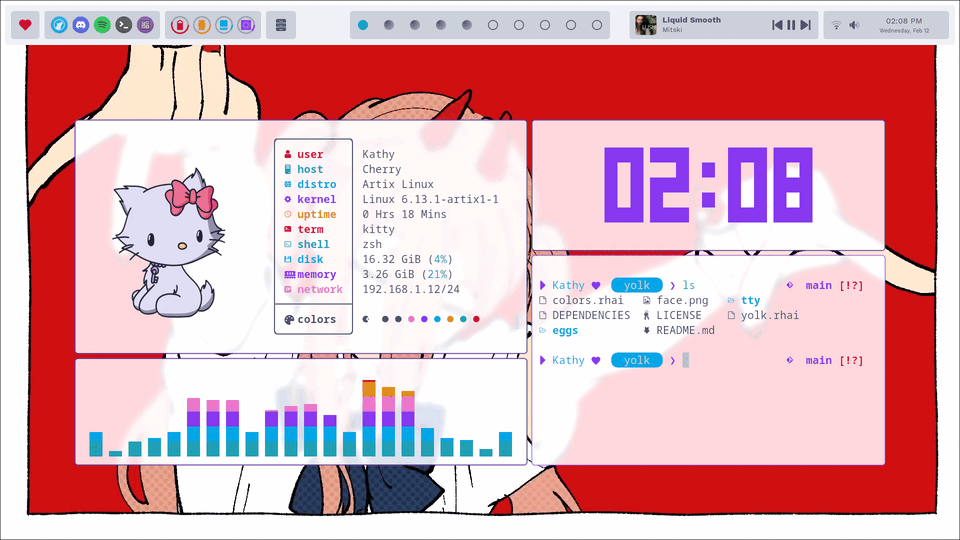 Liquid Smooth
Mitski
02:08 PM
Wednesday, Feb 12
user Kathy
host Cherry
distro Artix Linux
kernel Linux 6.13.1-artix1-1
uptime 0 Hrs 18 Mins
term kitty
shell zsh
disk 16.32 GiB (4%)
memory 3.26 GiB (21%)
network 192.168.1.12/24
colors
02:08
Kathy yolk ❯ ls main [!?]
colors.rhai face.png tty
DEPENDENCIES LICENSE yolk.rhai
eggs README.md
Kathy yolk ❯ main [!?]